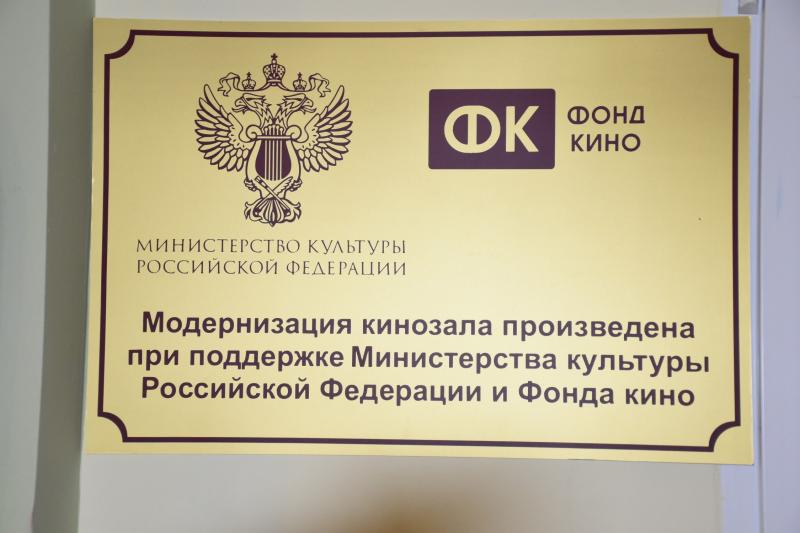 ФК
ФОНД
КИНО
МИНИСТЕРСТВО КУЛЬТУРЫ
РОССИЙСКОЙ ФЕДЕРАЦИИ
Модернизация кинозала произведена
при поддержке Министерства культуры
Российской Федерации и Фонда кино